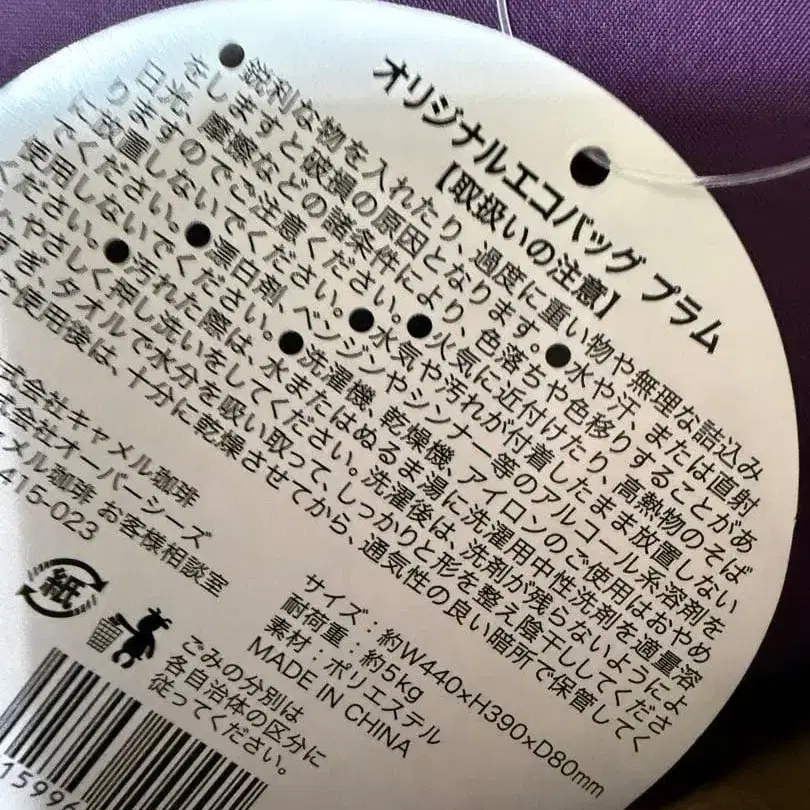 オリジナルエコバッグ プラム
【取扱いの注意】
●鋭利な物を入れたり、過度に重い物や無理な詰込み
をしますと破損の原因となります。●水や汗、または直射
日光、摩擦などの諸条件により、色落ちや色移りすることがあ
りますのでご注意ください。●火気に近付けたり、高熱物のそば
に放置しないでください。●水気や汚れが付着したまま放置しない
でください。●漂白剤、ベンジンやシンナー等のアルコール系溶剤を
使用しないでください。●洗濯機、乾燥機、アイロンのご使用はおやめ
ください。●汚れた際は、水またはぬるま湯に洗濯用中性洗剤を適量溶
やさしく押し洗いをしてください。洗濯後は、洗剤が残らないようによ
すぎ、タオルで水分を吸い取って、しっかりと形を整え陰干ししてくださ
使用後は、十分に乾燥させてから、通気性の良い暗所で保管して
式会社キャメル珈琲
式会社オーバーシーズ
メル珈琲 お客様相談室
415-023
サイズ：約W440×H390×D80mm
耐荷重：約5kg
素材：ポリエステル
MADE IN CHINA
紙
ごみの分別は
各自治体の区分に
従ってください。
15996